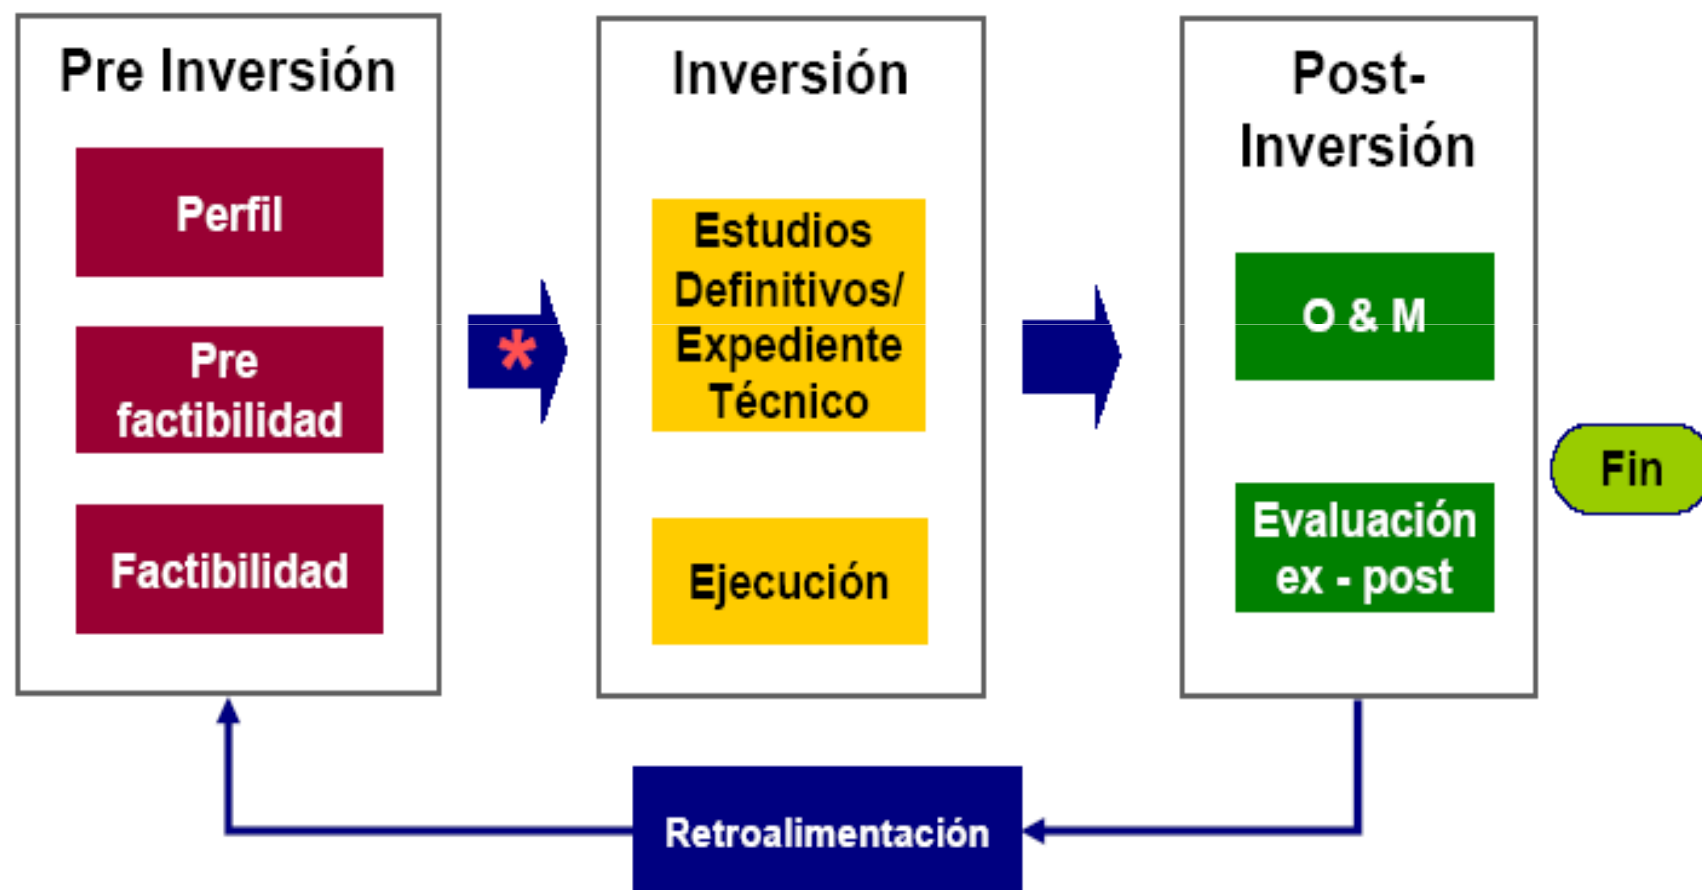 Pre Inversión
Perfil
Pre
factibilidad
Factibilidad
*
Inversión
Estudios
Definitivos/
Expediente
Técnico
Ejecución
Post-
Inversión
O & M
Evaluación
ex - post
Fin
Retroalimentación